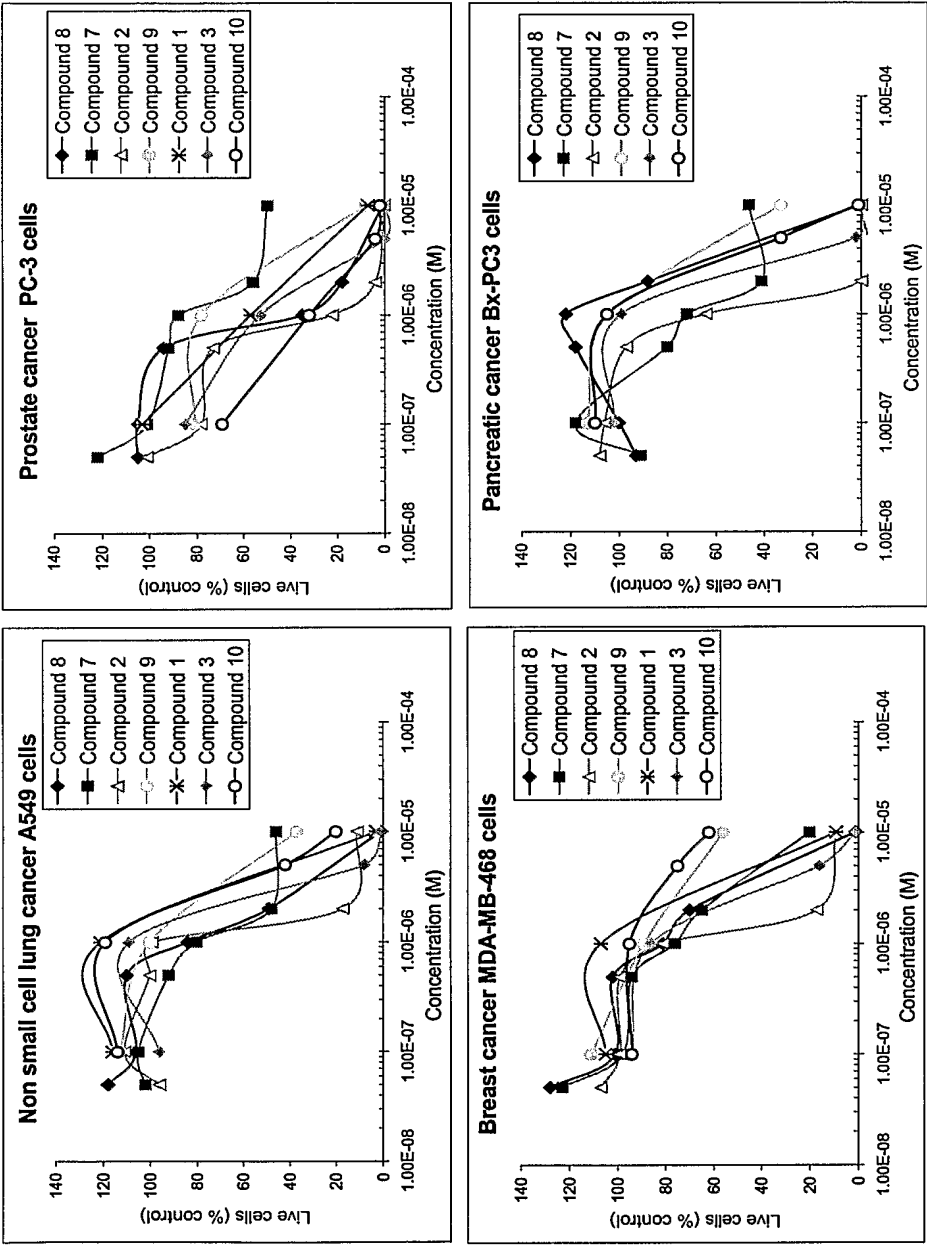 Non small cell lung cancer A549 cells
Live cells (% control)
140
120
100
80
60
40
20
0
1.00E-08
1.00E-07
1.00E-06
1.00E-05
1.00E-04
Concentration (M)
Compound 8
Compound 7
Compound 2
Compound 9
Compound 1
Compound 3
Compound 10
Prostate cancer PC-3 cells
Live cells (% control)
140
120
100
80
60
40
20
0
1.00E-08
1.00E-07
1.00E-06
1.00E-05
1.00E-04
Concentration (M)
Compound 8
Compound 7
Compound 2
Compound 9
Compound 1
Compound 3
Compound 10
Breast cancer MDA-MB-468 cells
Live cells (% control)
140
120
100
80
60
40
20
0
1.00E-08
1.00E-07
1.00E-06
1.00E-05
1.00E-04
Concentration (M)
Compound 8
Compound 7
Compound 2
Compound 9
Compound 1
Compound 3
Compound 10
Pancreatic cancer Bx-PC3 cells
Live cells (% control)
140
120
100
80
60
40
20
0
1.00E-08
1.00E-07
1.00E-06
1.00E-05
1.00E-04
Concentration (M)
Compound 8
Compound 7
Compound 2
Compound 9
Compound 3
Compound 10